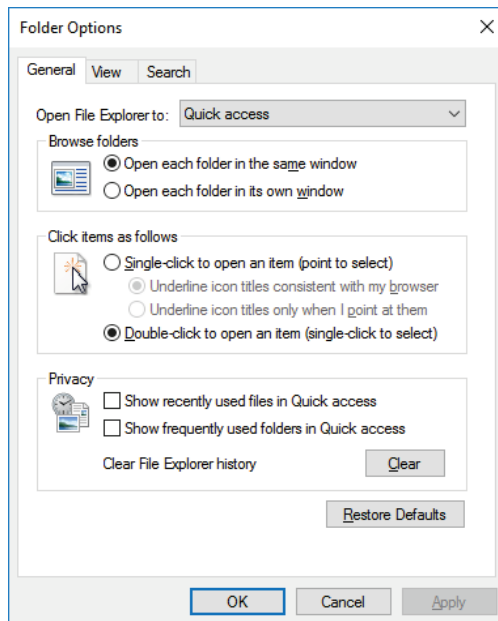 Folder Options
General View Search
Open File Explorer to: Quick access
Browse folders
Open each folder in the same window
Open each folder in its own window
Click items as follows
Single-click to open an item (point to select)
Underline icon titles consistent with my browser
Underline icon titles only when I point at them
Double-click to open an item (single-click to select)
Privacy
Show recently used files in Quick access
Show frequently used folders in Quick access
Clear File Explorer history Clear
Restore Defaults
OK Cancel Apply